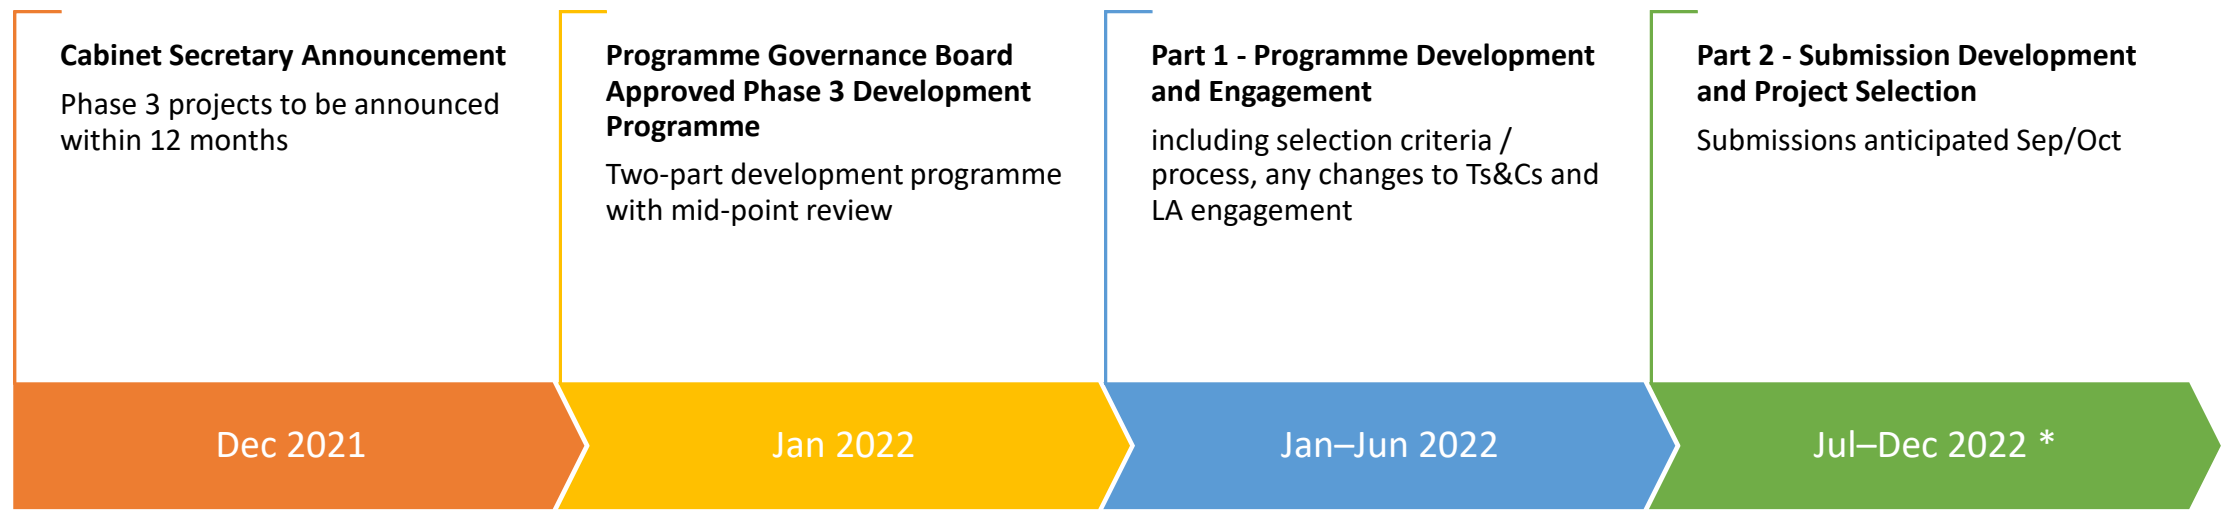 Cabinet Secretary Announcement
Phase 3 projects to be announced
within 12 months
Programme Governance Board
Approved Phase 3 Development
Programme
Two-part development programme
with mid-point review
Part 1 - Programme Development
and Engagement
including selection criteria /
process, any changes to Ts&Cs and
LA engagement
Part 2 - Submission Development
and Project Selection
Submissions anticipated Sep/Oct
Dec 2021
Jan 2022
Jan–Jun 2022
Jul–Dec 2022 *